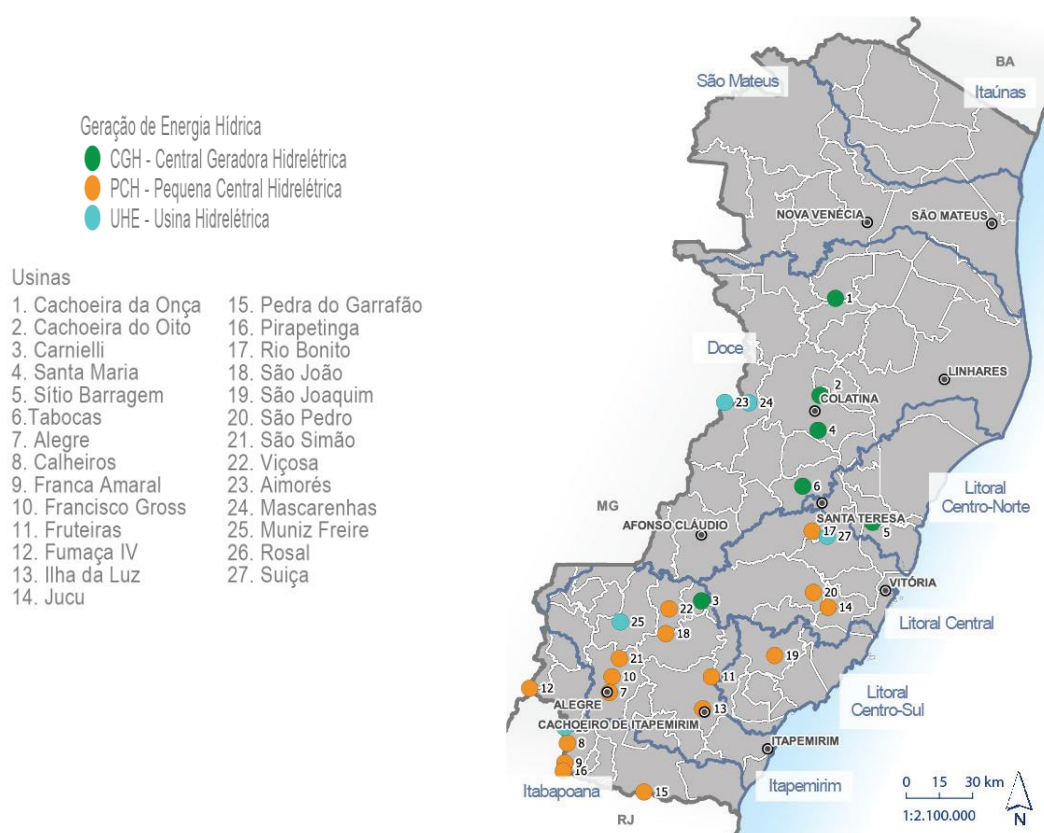 Geração de Energia Hídrica
CGH - Central Geradora Hidrelétrica
PCH - Pequena Central Hidrelétrica
UHE - Usina Hidrelétrica
Usinas
1. Cachoeira da Onça
2. Cachoeira do Oito
3. Carnielli
4. Santa Maria
5. Sítio Barragem
6.Tabocas
7. Alegre
8. Calheiros
9. Franca Amaral
10. Francisco Gross
11. Fruteiras
12. Fumaça IV
13. Ilha da Luz
14. Jucu
15. Pedra do Garrafão
16. Pirapetinga
17. Rio Bonito
18. São João
19. São Joaquim
20. São Pedro
21. São Simão
22. Viçosa
23. Aimorés
24. Mascarenhas
25. Muniz Freire
26. Rosal
27. Suiça
BA
São Mateus
Itaúnas
NOVA VENÉCIA
SÃO MATEUS
1
Doce
LINHARES
2
COLATINA
23
24
4
6
Litoral
Centro-Norte
MG
AFONSO CLÁUDIO
SANTA TERESA
17
27
5
VITÓRIA
20
14
3
22
Litoral Central
25
18
19
21
10
11
12
7
ALEGRE
Litoral
Centro-Sul
13
CACHOEIRO DE ITAPEMIRIM
8
ITAPEMIRIM
9
16
Itabapoana
15
Itapemirim
RJ
0 15 30 km
1:2.100.000
N